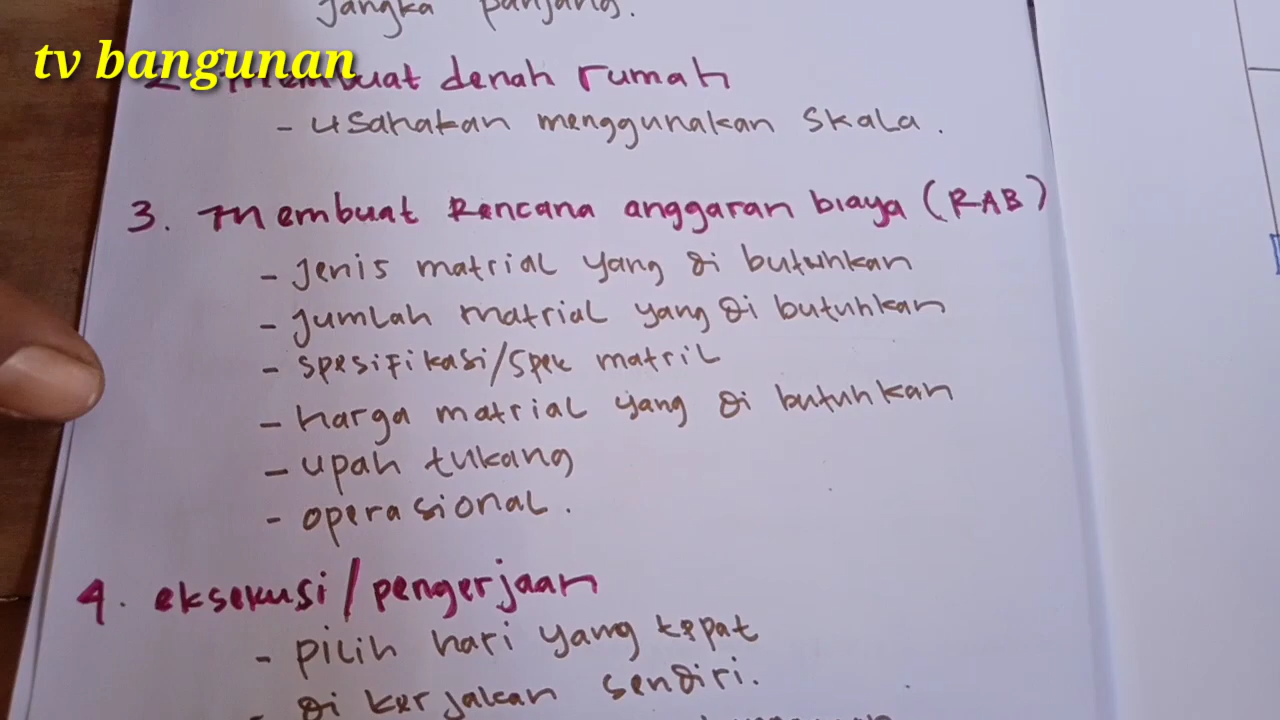 jangka panjang.
tv bangunan
2. membuat denah rumah
- usahakan menggunakan skala.
3. membuat Rencana anggaran biaya (RAB)
- jenis matrial yang di butuhkan
- jumlah matrial yang di butuhkan
- spesifikasi/spek matril
- harga matrial yang di butuhkan
- upah tukang
- operasional.
4. eksekusi/pengerjaan
- pilih hari yang tepat
- di kerjakan sendiri.